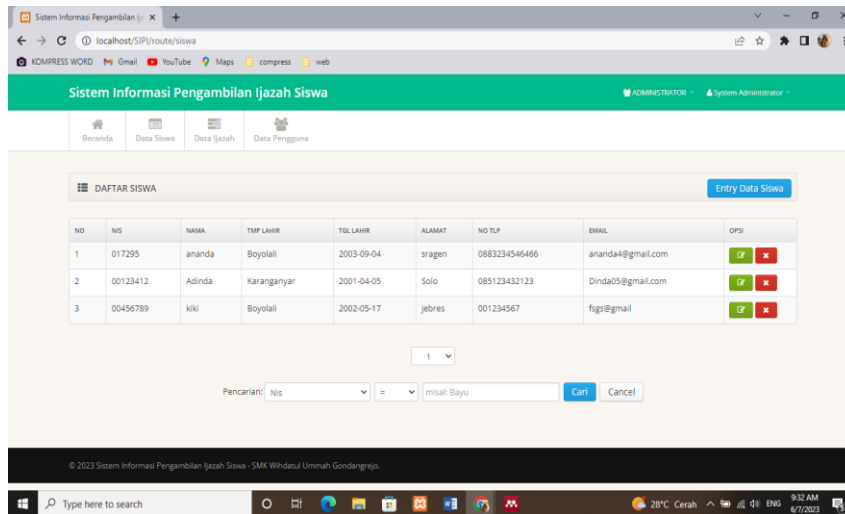 Sistem Informasi Pengambilan Ij
localhost/SIPI/route/siswa
KOMPRESS WORD Gmail YouTube Maps compress web
Sistem Informasi Pengambilan Ijazah Siswa ADMINISTRATOR System Administrator
Beranda Data Siswa Data Ijazah Data Pengguna
DAFTAR SISWA Entry Data Siswa
NO NIS NAMA TMP LAHIR TGL LAHIR ALAMAT NO TLP EMAIL OPSI
1 017295 ananda Boyolali 2003-09-04 sragen 0883234546466 ananda4@gmail.com
2 00123412 Adinda Karanganyar 2001-04-05 Solo 085123432123 Dinda05@gmail.com
3 00456789 kiki Boyolali 2002-05-17 jebres 001234567 fsgs@gmail
1
Pencarian: Nis = misal: Bayu Cari Cancel
© 2023 Sistem Informasi Pengambilan Ijazah Siswa - SMK Wihdatul Ummah Gondangrejo.
Type here to search 28°C Cerah ENG 9:32 AM
6/7/2023